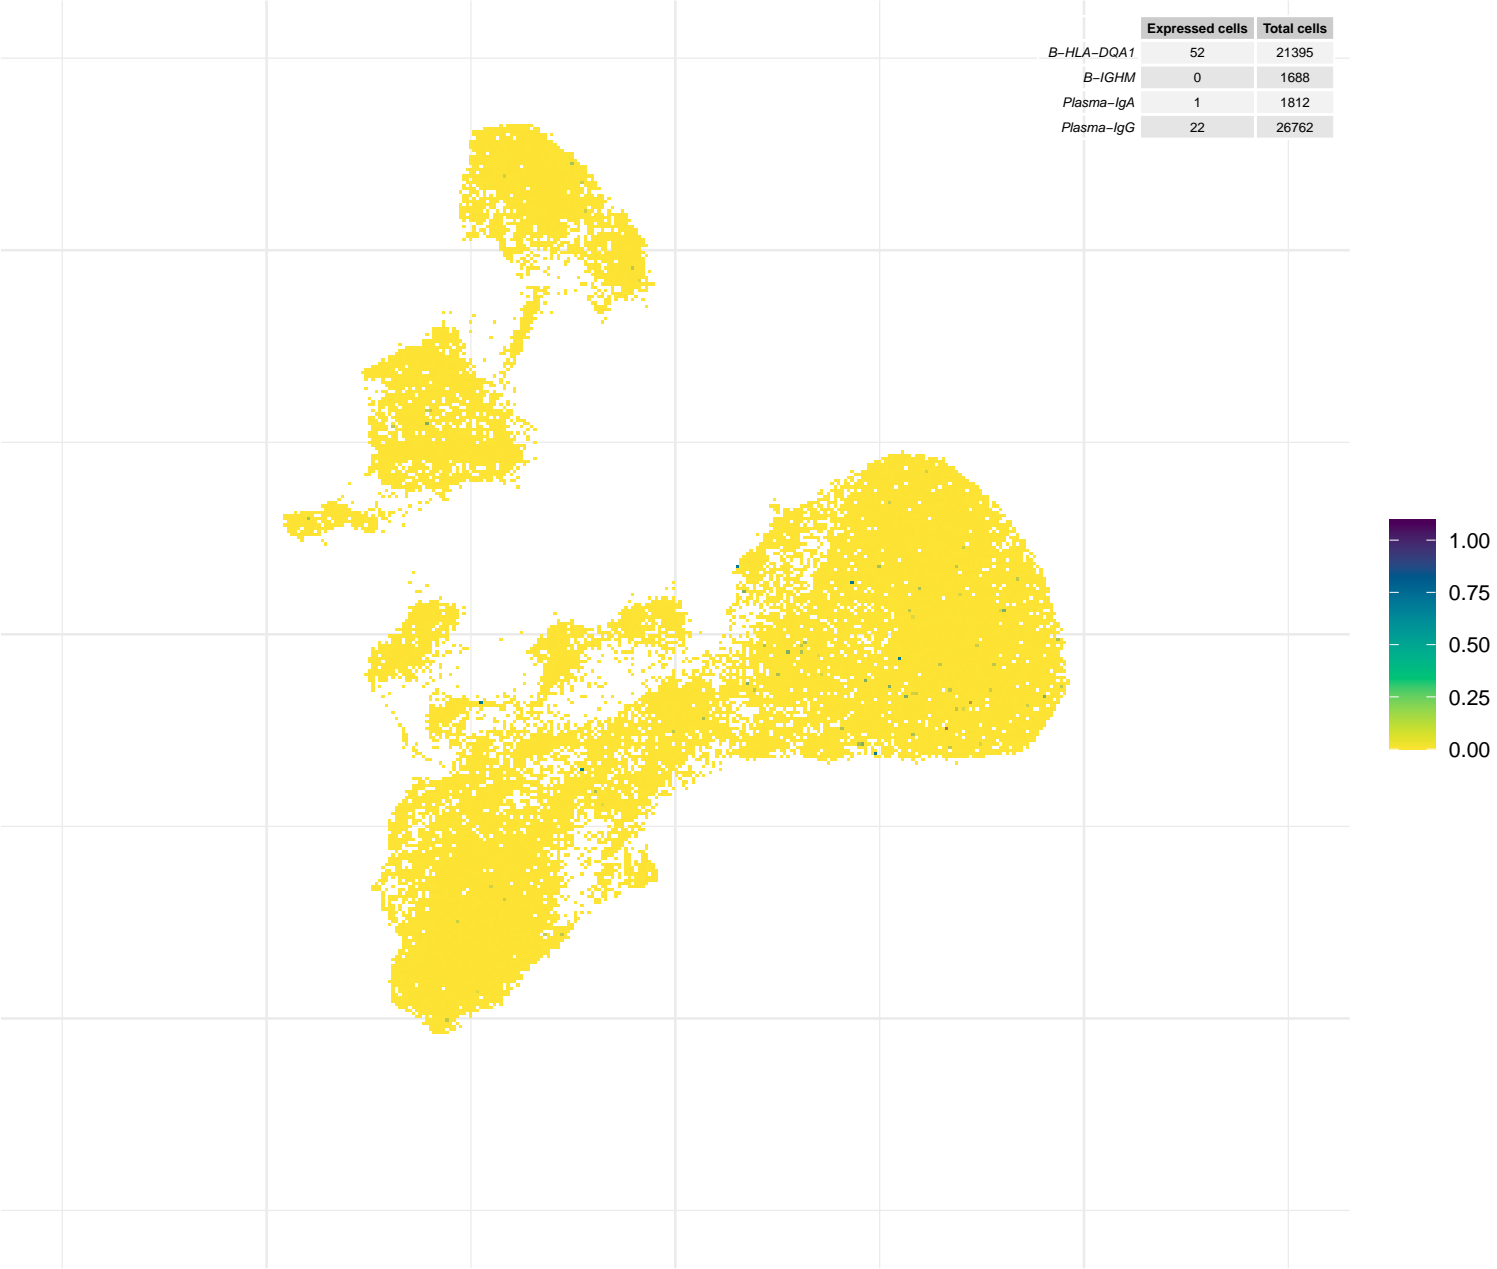 Expressed cells Total cells
B−HLA−DQA1 52 21395
B−IGHM 0 1688
Plasma−IgA 1 1812
Plasma−IgG 22 26762
1.00
0.75
0.50
0.25
0.00